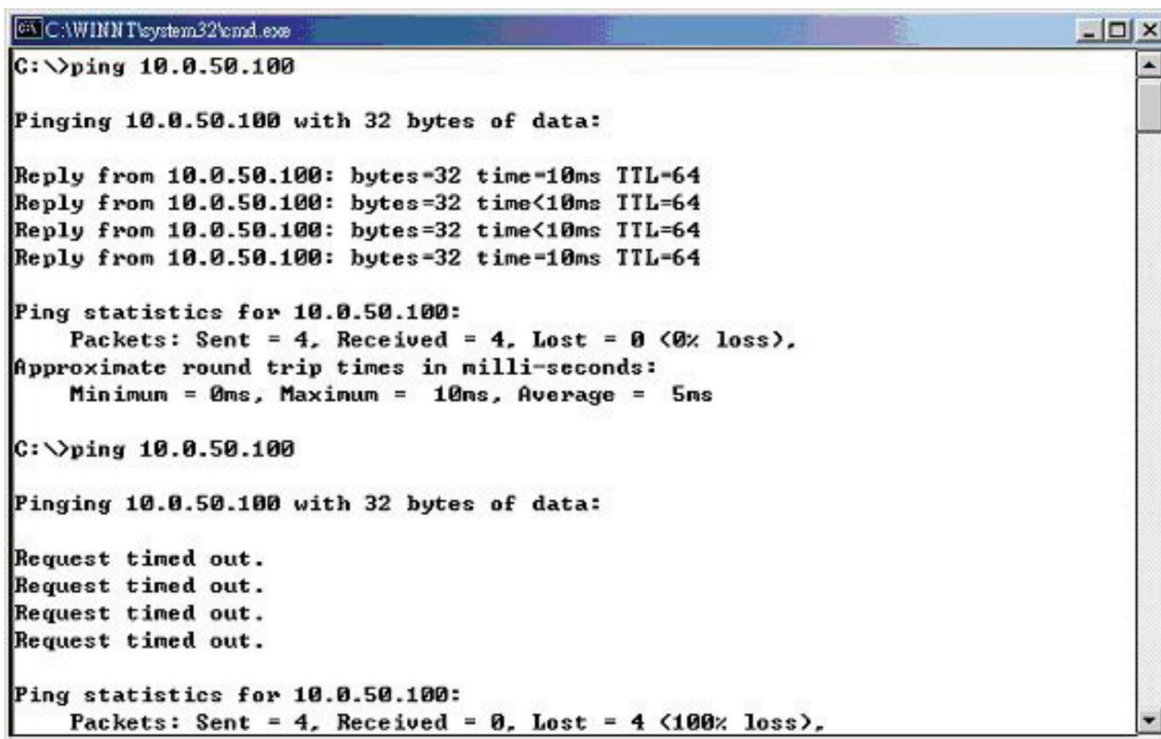 C:\WINNT\system32\cmd.exe
C:\>ping 10.0.50.100
Pinging 10.0.50.100 with 32 bytes of data:
Reply from 10.0.50.100: bytes=32 time=10ms TTL=64
Reply from 10.0.50.100: bytes=32 time<10ms TTL=64
Reply from 10.0.50.100: bytes=32 time<10ms TTL=64
Reply from 10.0.50.100: bytes=32 time=10ms TTL=64
Ping statistics for 10.0.50.100:
Packets: Sent = 4, Received = 4, Lost = 0 (0% loss),
Approximate round trip times in milli-seconds:
Minimum = 0ms, Maximum =  10ms, Average =  5ms
C:\>ping 10.0.50.100
Pinging 10.0.50.100 with 32 bytes of data:
Request timed out.
Request timed out.
Request timed out.
Request timed out.
Ping statistics for 10.0.50.100:
Packets: Sent = 4, Received = 0, Lost = 4 (100% loss),